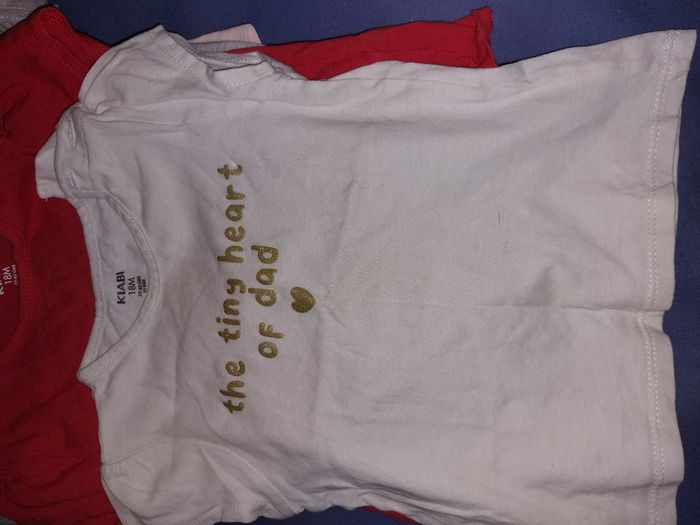 the tiny heart
of dad
KIABI
18M
18M